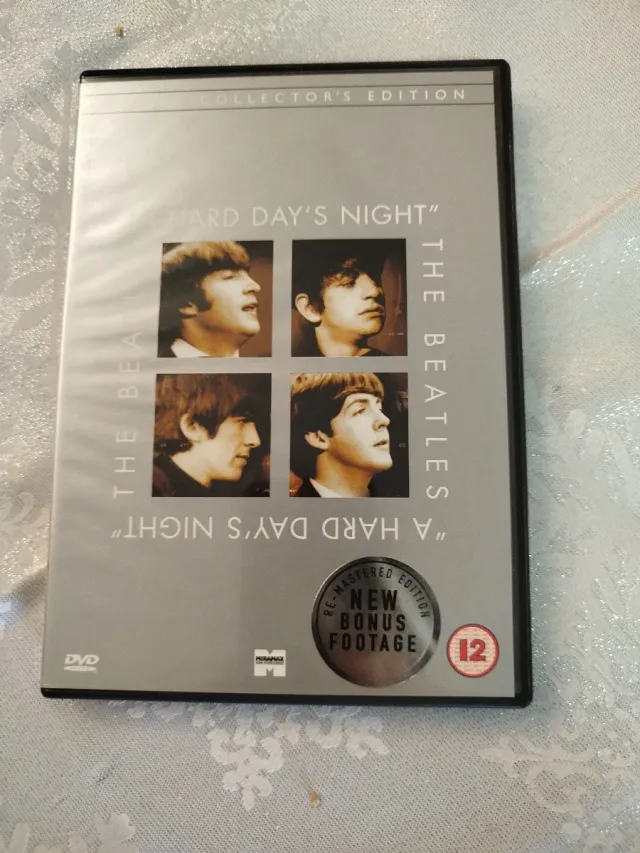 COLLECTOR'S EDITION
HARD DAY'S NIGHT"
THE BEATLES
THE BEA
"A HARD DAY'S NIGHT"
RE-MASTERED EDITION
NEW
BONUS
FOOTAGE
12
DVD
MIRAMAX